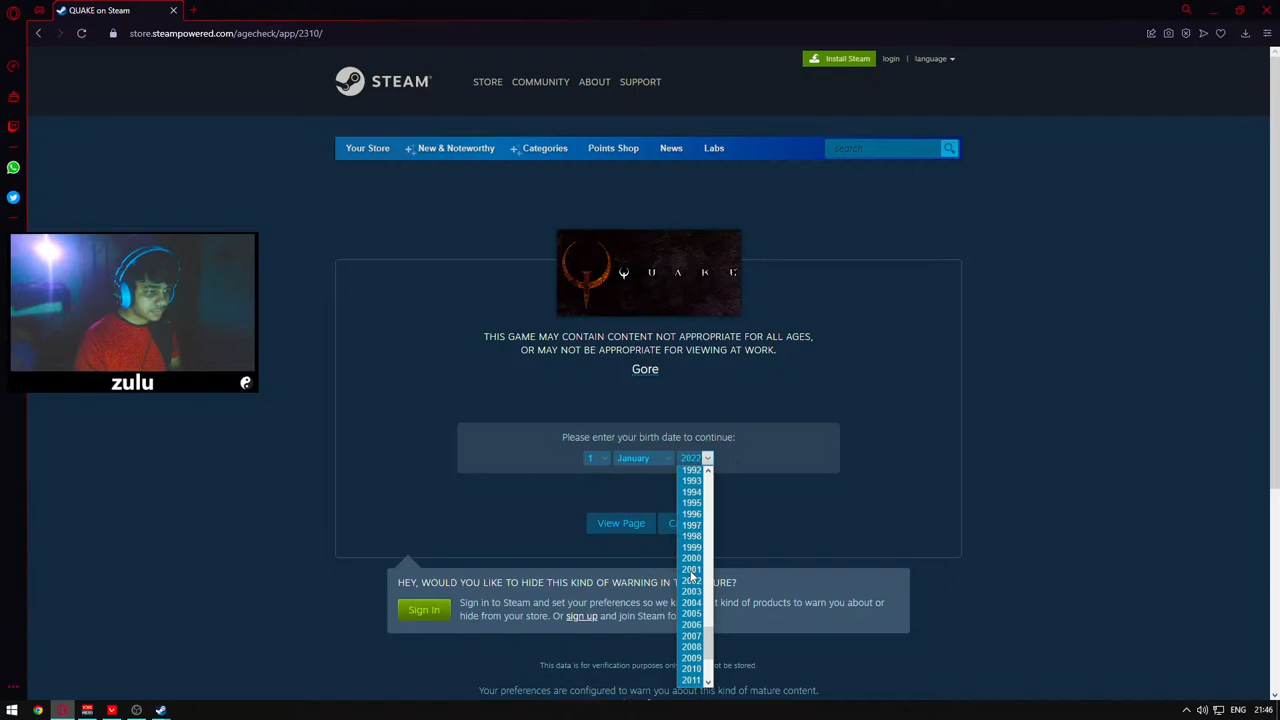 QUAKE on Steam
store.steampowered.com/agecheck/app/2310/
Install Steam login | language
STEAM
STORE COMMUNITY ABOUT SUPPORT
Your Store New & Noteworthy Categories Points Shop News Labs search
QUAKE
THIS GAME MAY CONTAIN CONTENT NOT APPROPRIATE FOR ALL AGES,
OR MAY NOT BE APPROPRIATE FOR VIEWING AT WORK.
Gore
zulu
Please enter your birth date to continue:
1 January 2022
1992
1993
1994
1995
1996
1997
1998
1999
2000
2001
2002
2003
2004
2005
2006
2007
2008
2009
2010
2011
View Page
HEY, WOULD YOU LIKE TO HIDE THIS KIND OF WARNING IN
Sign In
Sign in to Steam and set your preferences so we kind of products to warn you about or
hide from your store. Or sign up and join Steam
This data is for verification purposes not be stored.
Your preferences are configured to warn you about this kind of mature content.
ENG 21:46